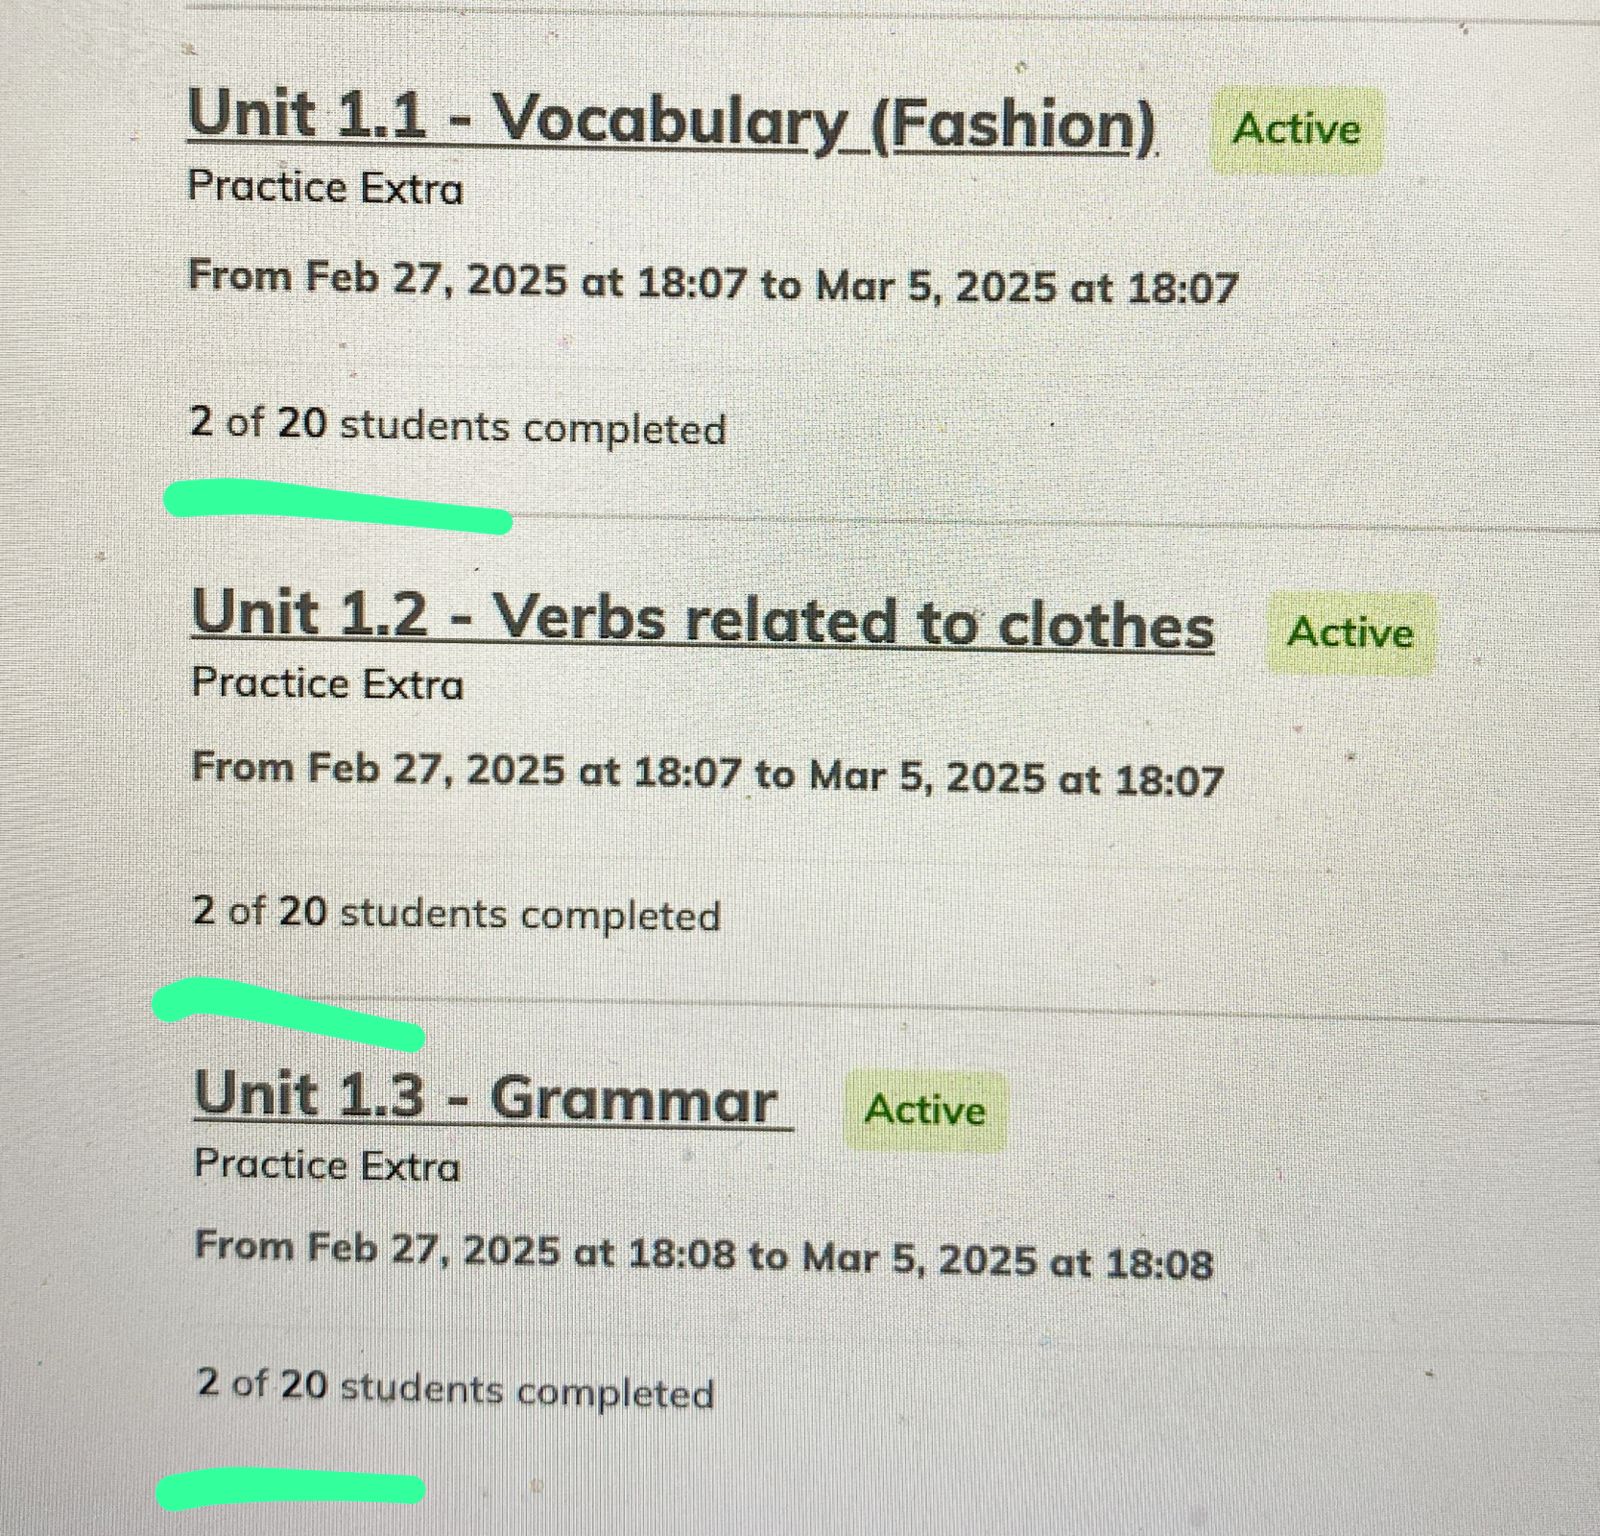 Unit 1.1 - Vocabulary (Fashion) Active
Practice Extra
From Feb 27, 2025 at 18:07 to Mar 5, 2025 at 18:07
2 of 20 students completed
Unit 1.2 - Verbs related to clothes Active
Practice Extra
From Feb 27, 2025 at 18:07 to Mar 5, 2025 at 18:07
2 of 20 students completed
Unit 1.3 - Grammar Active
Practice Extra
From Feb 27, 2025 at 18:08 to Mar 5, 2025 at 18:08
2 of 20 students completed